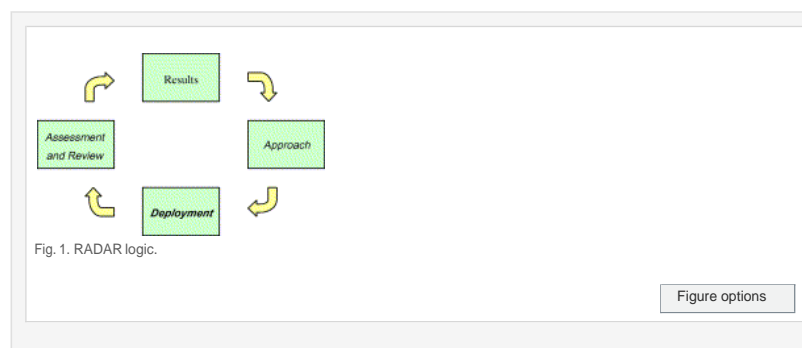 Results
Assessment
and Review
Approach
Deployment
Fig. 1. RADAR logic.
Figure options